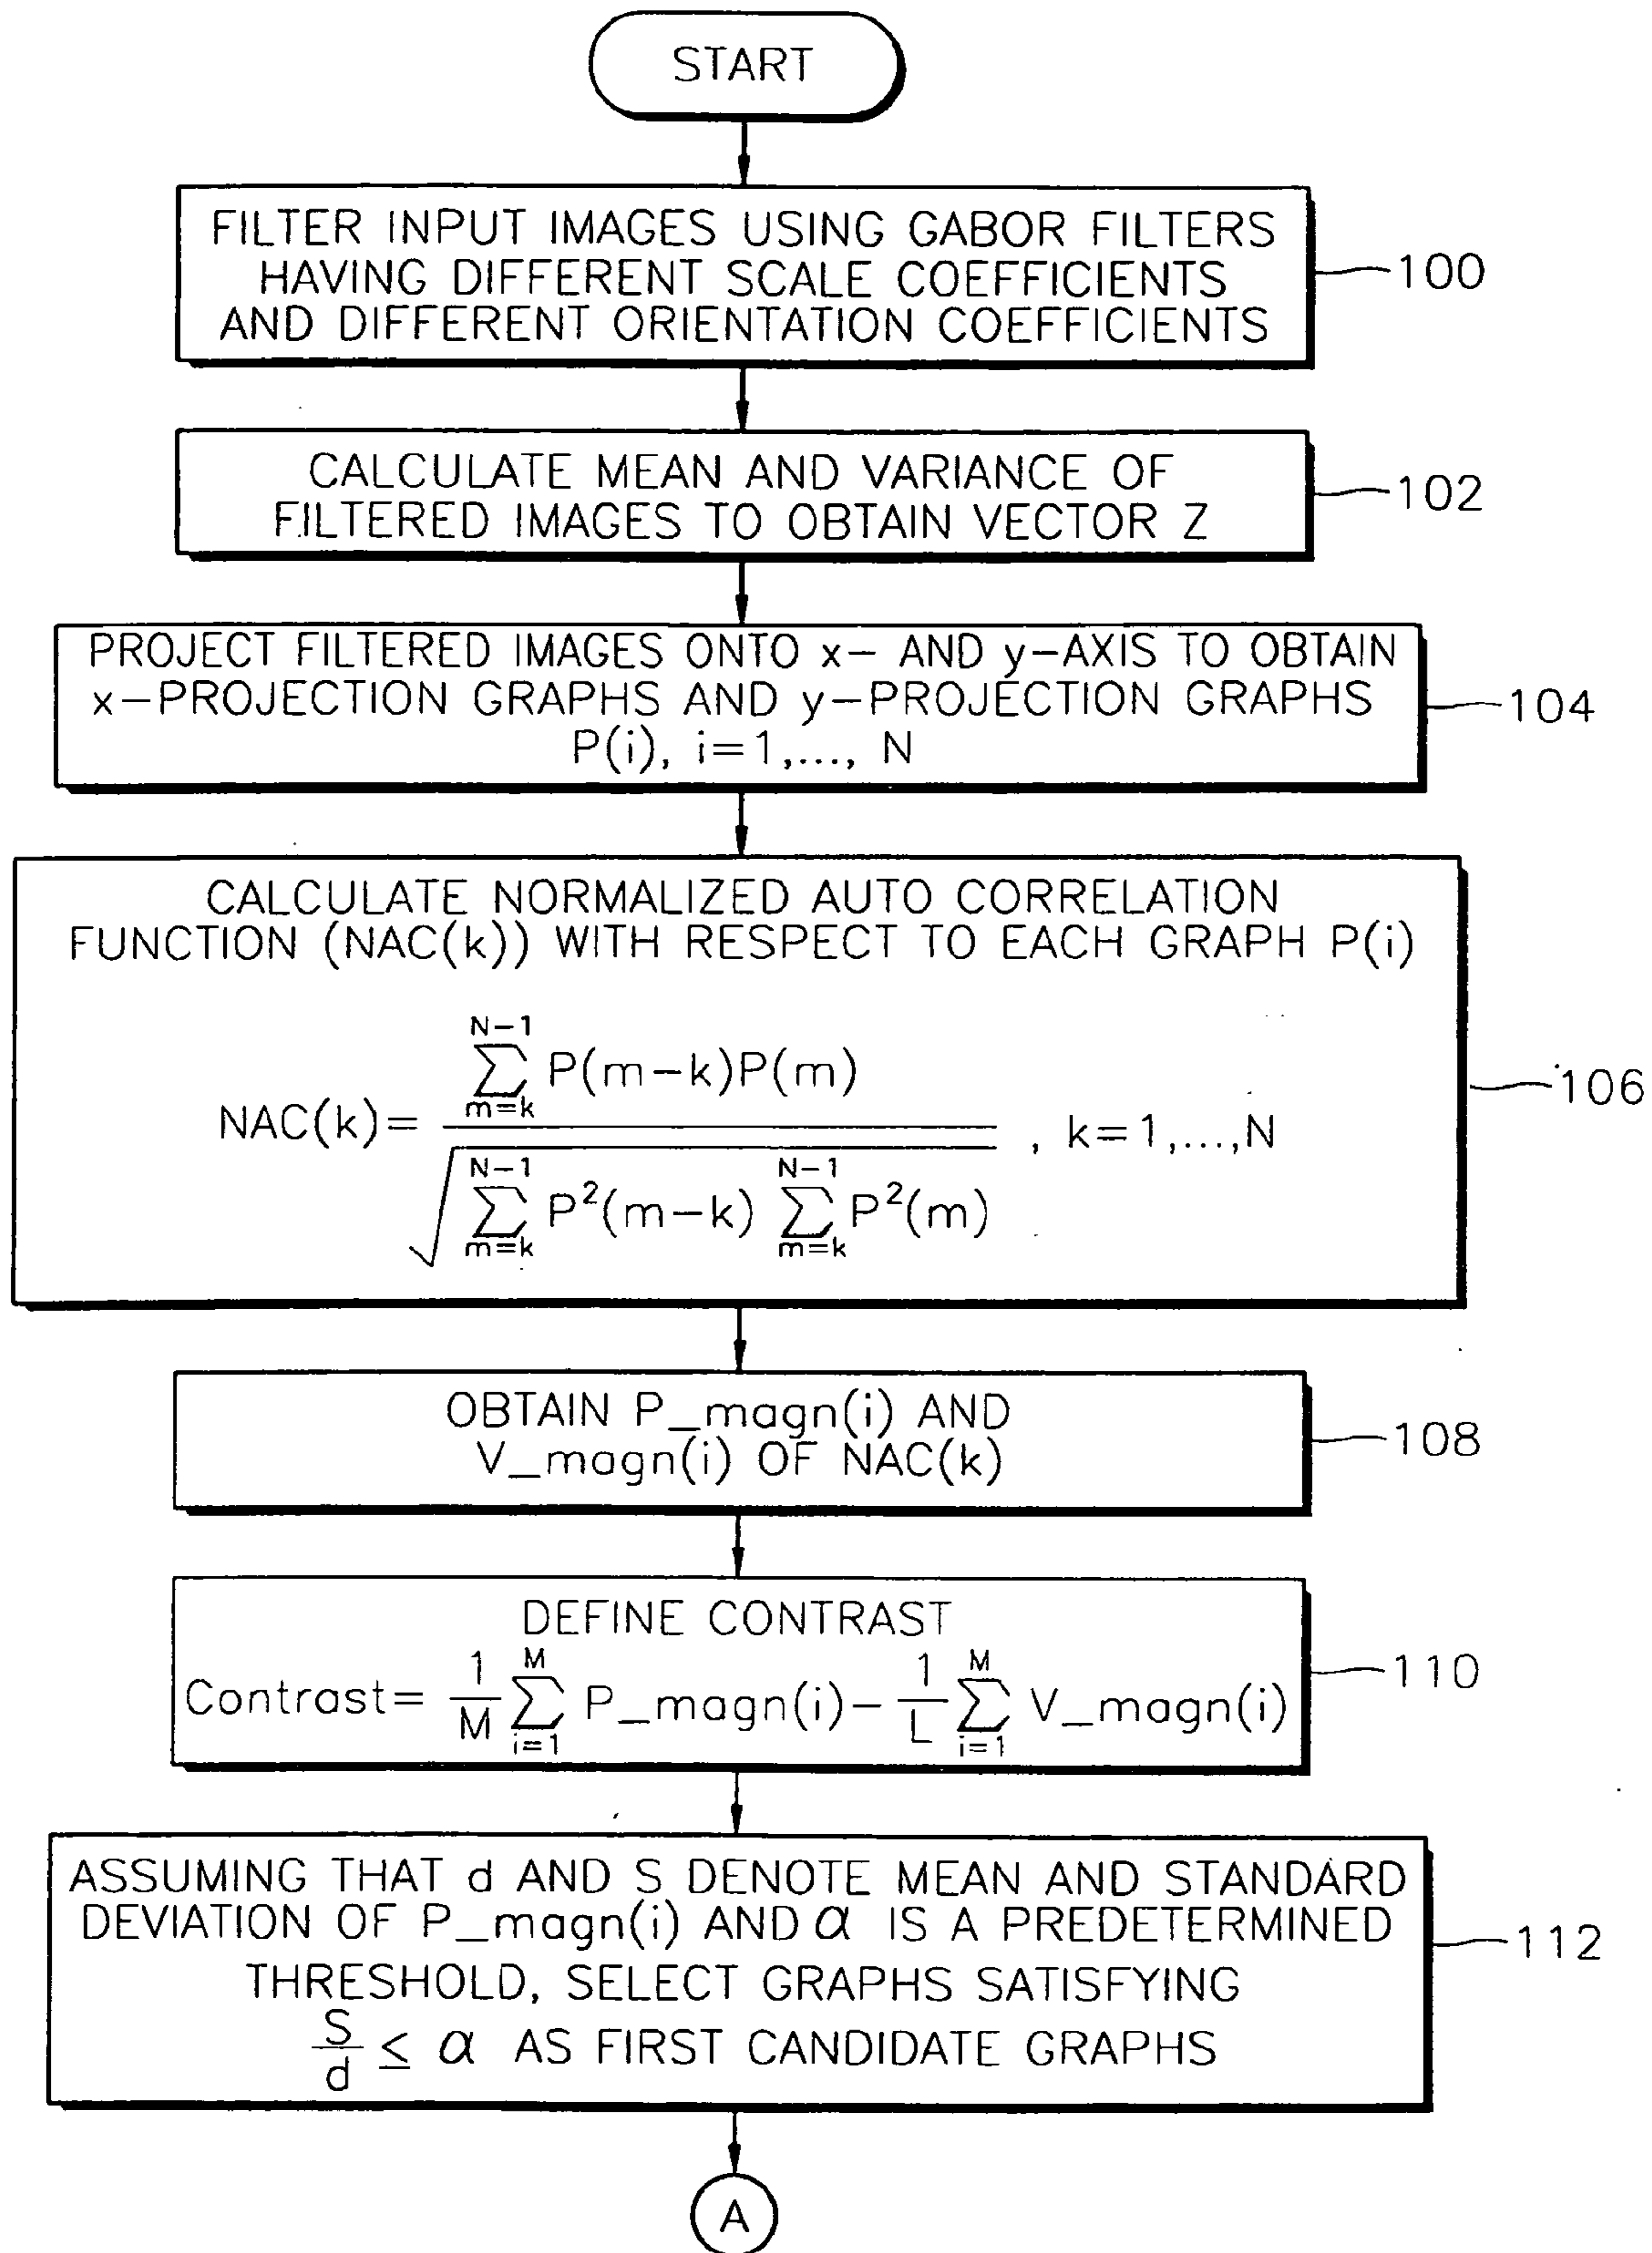 START
FILTER INPUT IMAGES USING GABOR FILTERS
HAVING DIFFERENT SCALE COEFFICIENTS
AND DIFFERENT ORIENTATION COEFFICIENTS
100
CALCULATE MEAN AND VARIANCE OF
FILTERED IMAGES TO OBTAIN VECTOR Z
102
PROJECT FILTERED IMAGES ONTO x- AND y-AXIS TO OBTAIN
x-PROJECTION GRAPHS AND y-PROJECTION GRAPHS
P(i), i=1,..., N
104
CALCULATE NORMALIZED AUTO CORRELATION
FUNCTION (NAC(k)) WITH RESPECT TO EACH GRAPH P(i)
N-1
∑ P(m-k)P(m)
m=k
NAC(k)= , k=1,...,N
N-1 N-1
√ ∑ P²(m-k) ∑ P²(m)
m=k m=k
106
OBTAIN P_magn(i) AND
V_magn(i) OF NAC(k)
108
DEFINE CONTRAST
Contrast= 1/M ∑_{i=1}^{M} P_magn(i)- 1/L ∑_{i=1}^{M} V_magn(i)
110
ASSUMING THAT d AND S DENOTE MEAN AND STANDARD
DEVIATION OF P_magn(i) AND α IS A PREDETERMINED
THRESHOLD, SELECT GRAPHS SATISFYING
S/d ≤ α AS FIRST CANDIDATE GRAPHS
112
A